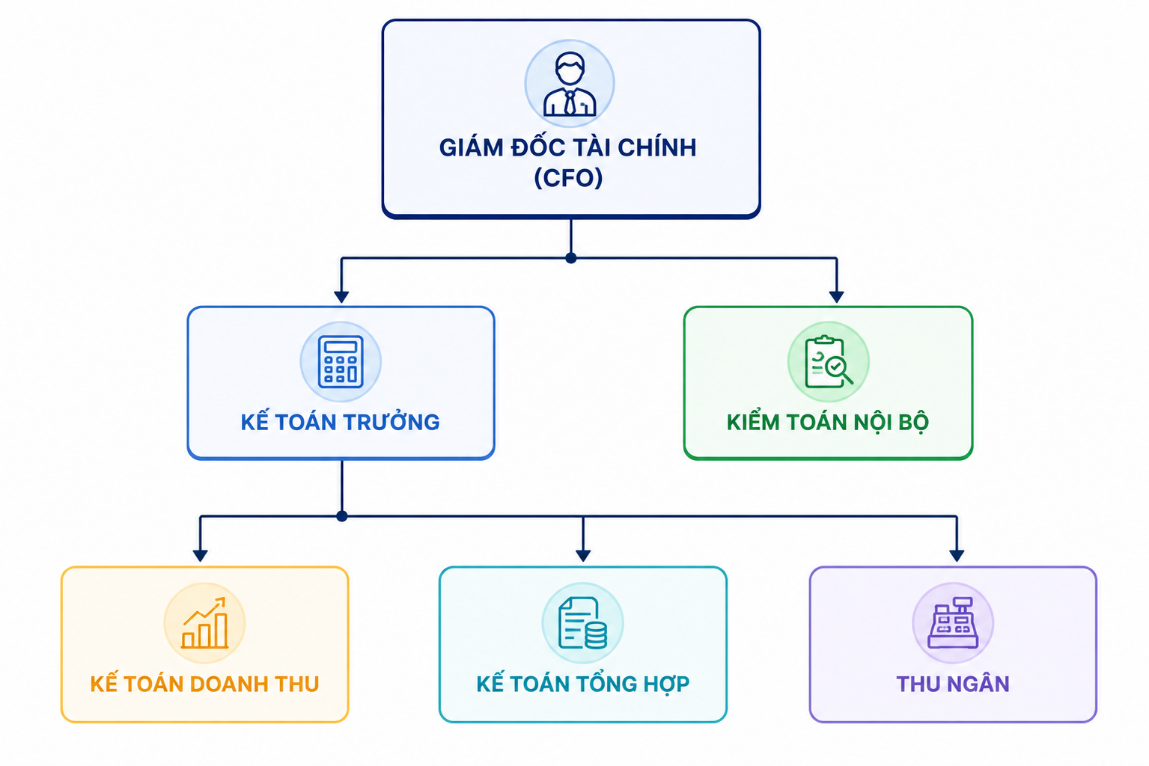 GIÁM ĐỐC TÀI CHÍNH
(CFO)
KẾ TOÁN TRƯỞNG
KIỂM TOÁN NỘI BỘ
KẾ TOÁN DOANH THU
KẾ TOÁN TỔNG HỢP
THU NGÂN